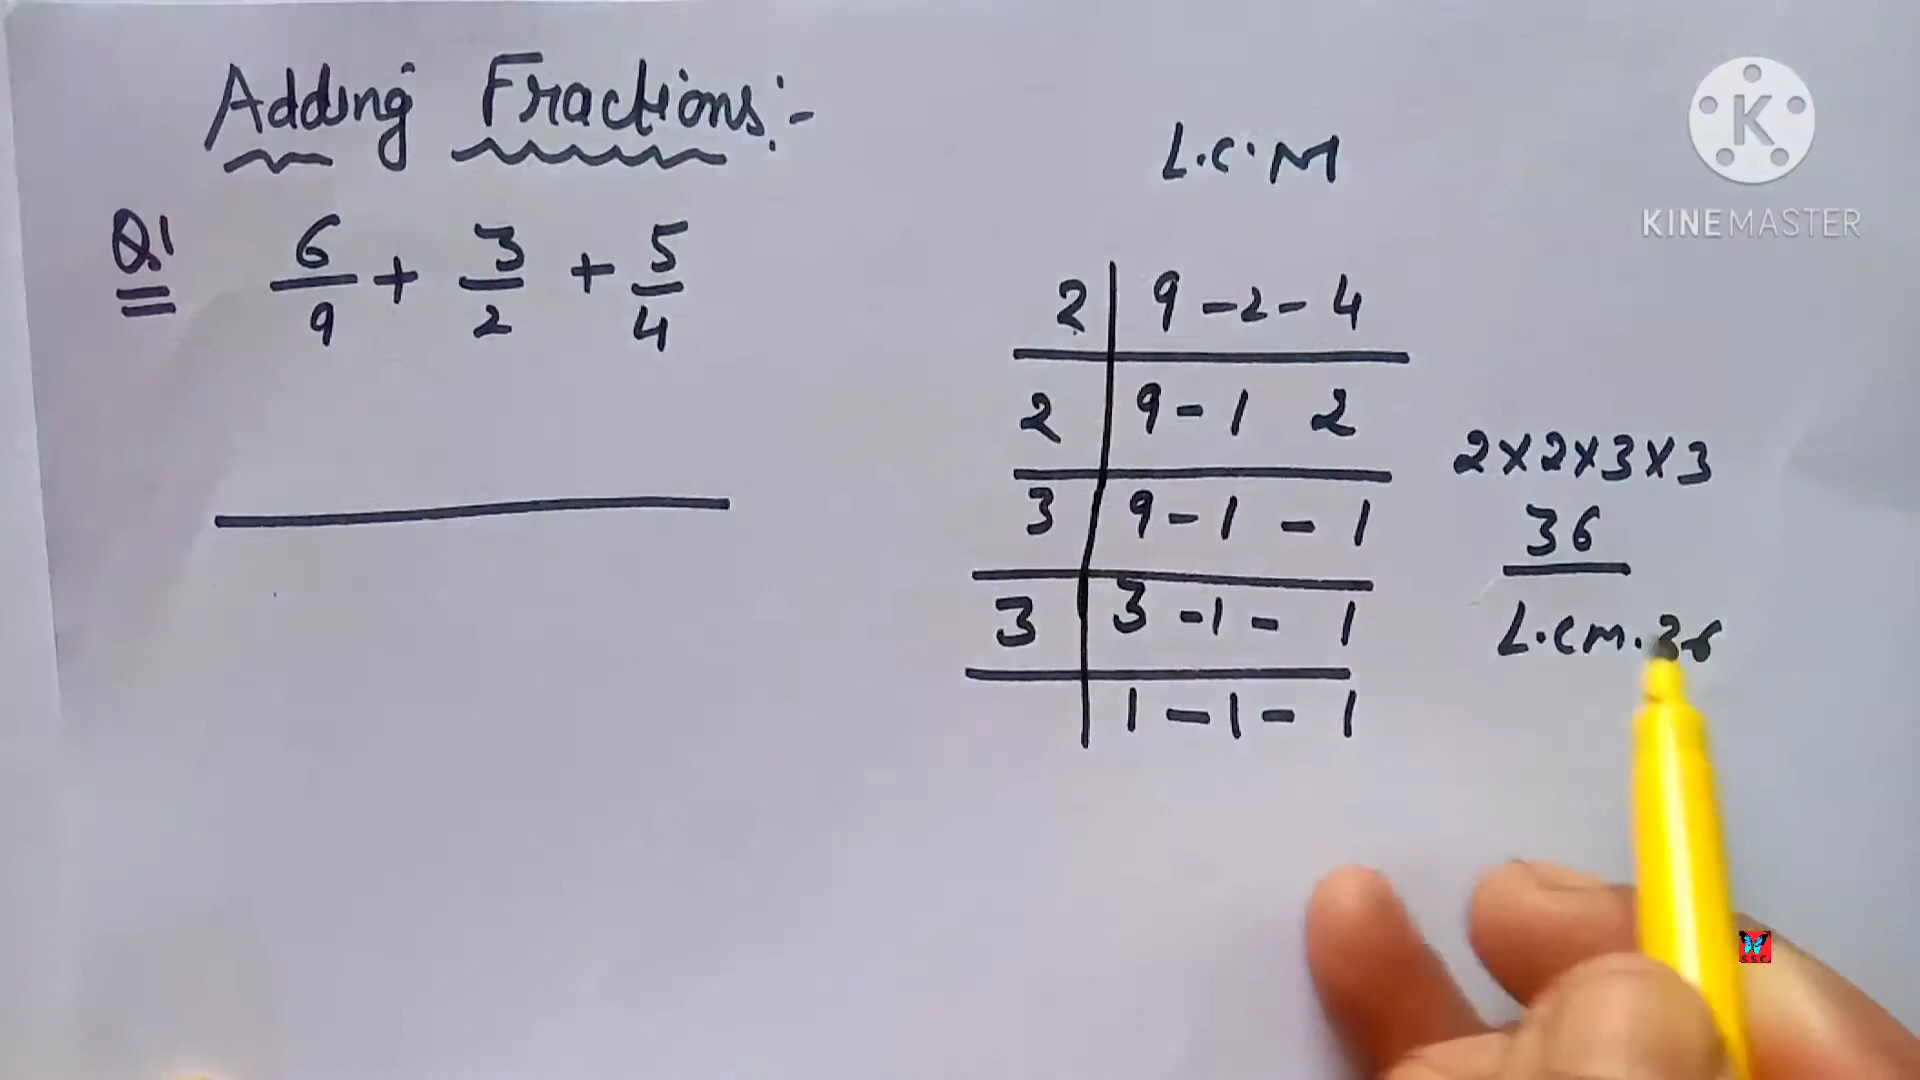 Adding Fractions:-
Q.1 6/9 + 3/2 + 5/4
L.C.M
2 | 9 - 2 - 4
2 | 9 - 1 2
3 | 9 - 1 - 1
3 | 3 - 1 - 1
1 - 1 - 1
2×2×3×3
36
L.CM. 36
KINEMASTER
S.S.C.